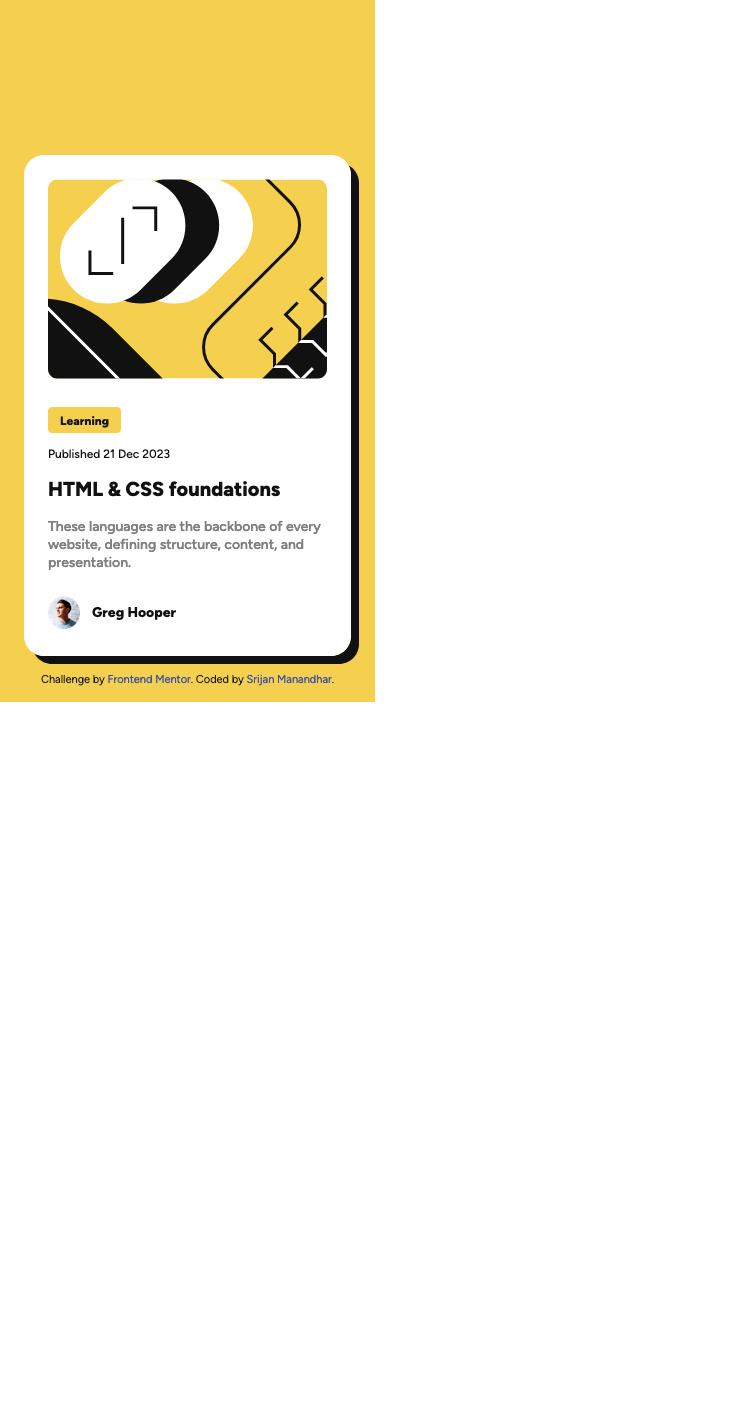 Learning
Published 21 Dec 2023
HTML & CSS foundations
These languages are the backbone of every
website, defining structure, content, and
presentation.
Greg Hooper
Challenge by Frontend Mentor. Coded by Srijan Manandhar.